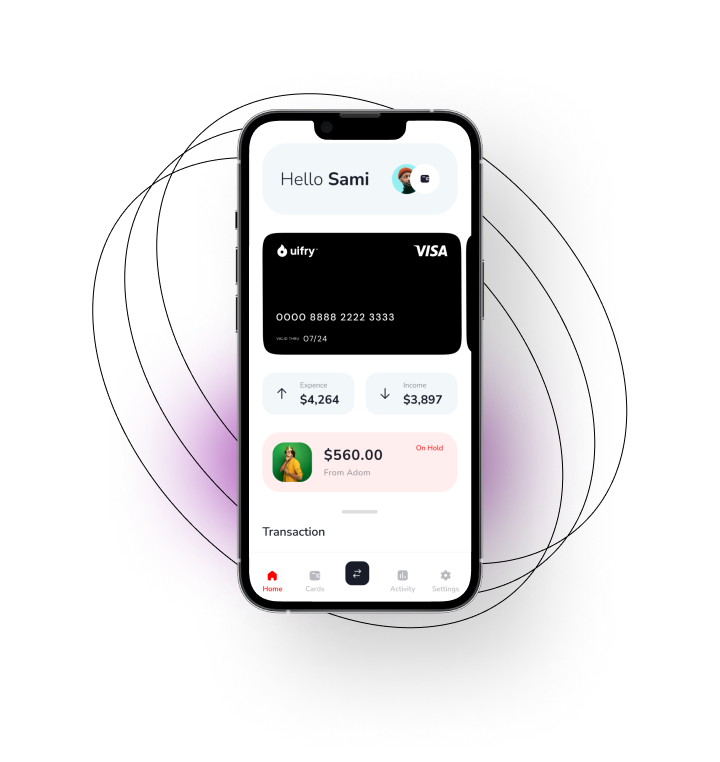 Hello Sami
uifry™
VISA
0000 8888 2222 3333
VALID THRU 07/24
Expence
$4,264
Income
$3,897
$560.00
On Hold
From Adom
Transaction
Home
Cards
Activity
Settings